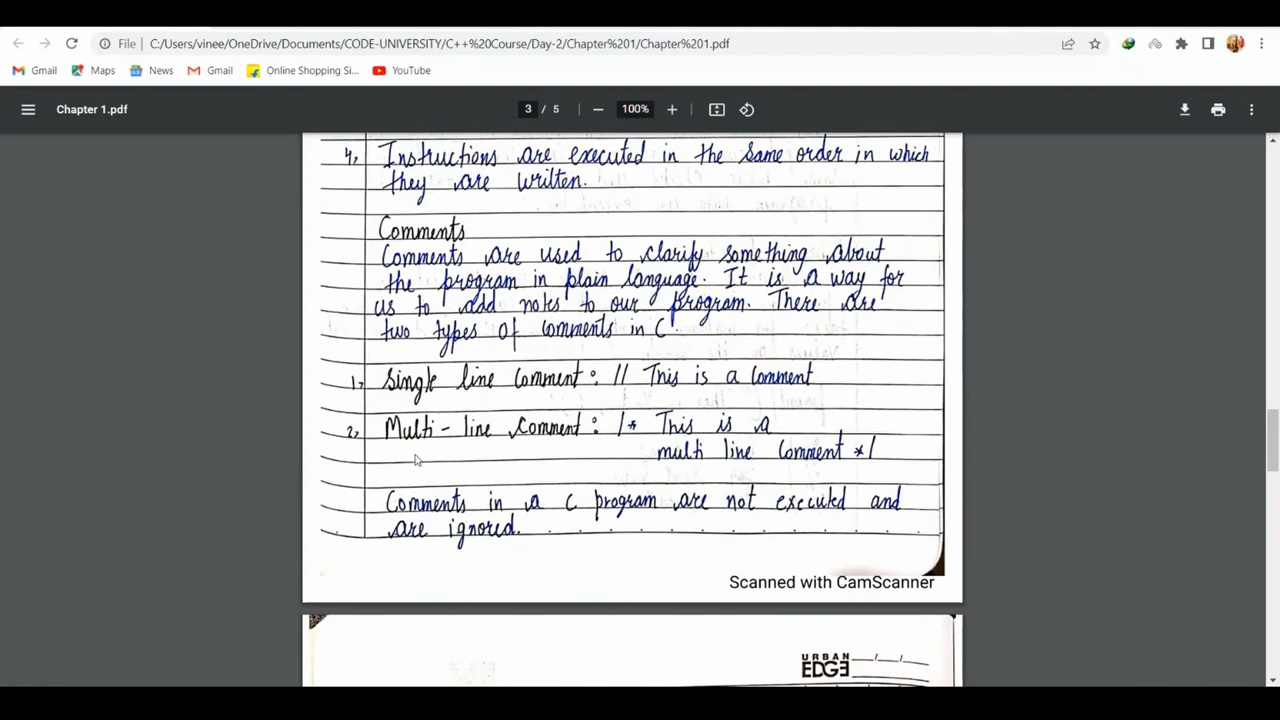 File C:/Users/vinee/OneDrive/Documents/CODE-UNIVERSITY/C++%20Course/Day-2/Chapter%201/Chapter%201.pdf
Gmail Maps News Gmail Online Shopping Si... YouTube
Chapter 1.pdf 3 / 5 100%
4, Instructions are executed in the same order in which
they are written.
Comments
Comments are used to clarify something about
the program in plain language. It is a way for
us to add notes to our program. There are
two types of comments in C.
1, Single line comment: // This is a comment
2, Multi-line comment: /* This is a
multi line comment */
Comments in a C program are not executed and
are ignored.
Scanned with CamScanner
URBAN
EDGE